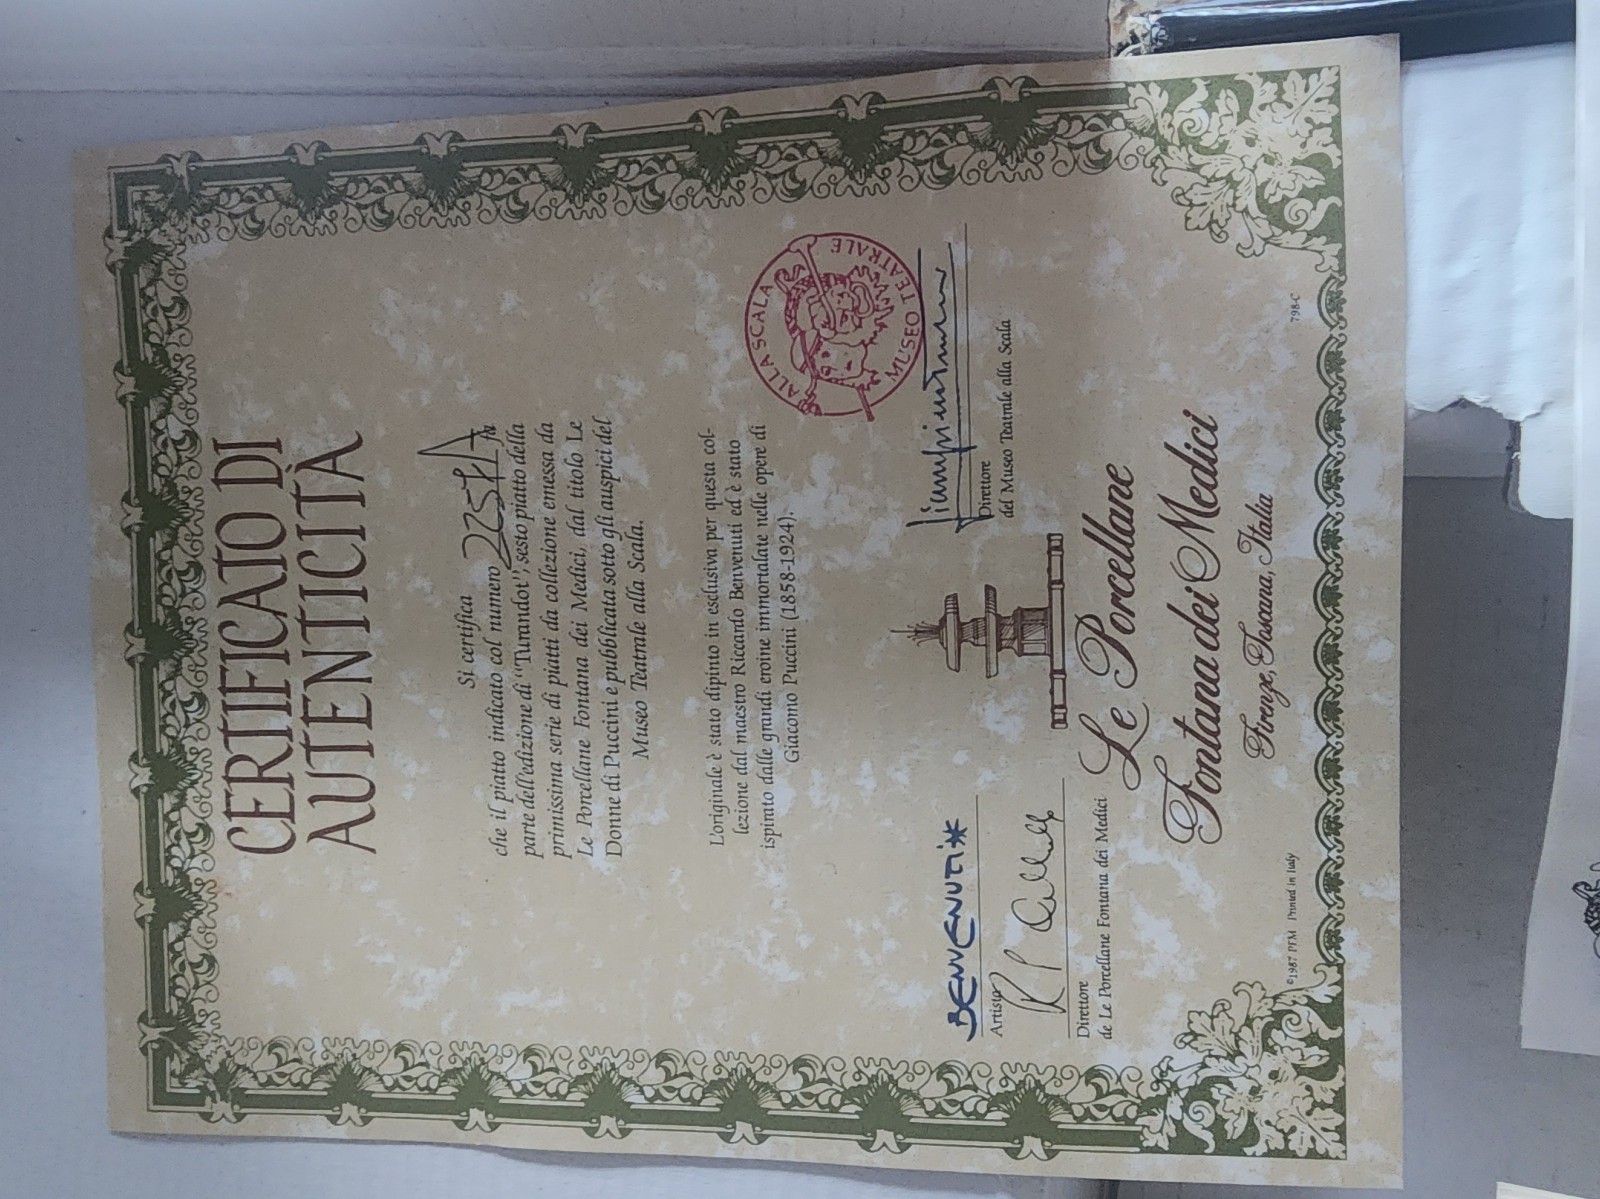 CERTIFICATO DI
AUTENTICITÀ
Si certifica
che il piatto indicato col numero 2257A fu
parte dell'edizione di "Turandot", sesto piatto della
primissima serie di piatti da collezione emessa da
Le Porcellane Fontana dei Medici, dal titolo Le
Donne di Puccini e pubblicata sotto gli auspici del
Museo Teatrale alla Scala.
L'originale è stato dipinto in esclusiva per questa col-
lezione dal maestro Riccardo Benvenuti ed è stato
ispirato dalle grandi eroine immortalate nelle opere di
Giacomo Puccini (1858-1924).
ALLA SCALA
MUSEO TEATRALE
BENVENUTI*
Artista
Direttore
del Museo Teatrale alla Scala
Direttore
de Le Porcellane Fontana dei Medici
Le Porcellane
Fontana dei Medici
Firenze, Toscana, Italia
©1987 PFM Printed in Italy
798-C